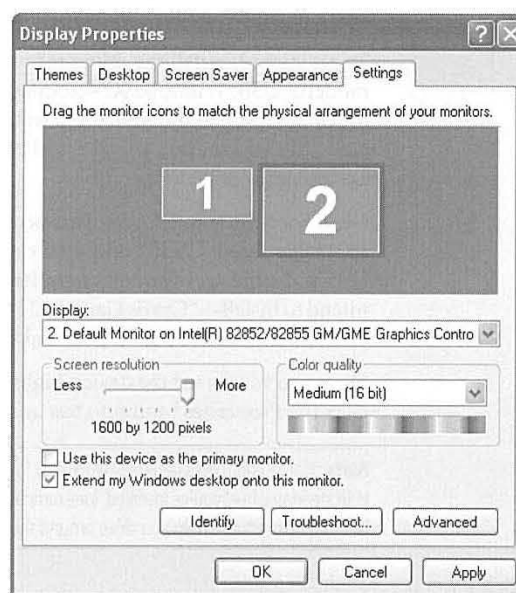 Display Properties
Themes Desktop Screen Saver Appearance Settings
Drag the monitor icons to match the physical arrangement of your monitors.
1 2
Display:
2. Default Monitor on Intel(R) 82852/82855 GM/GME Graphics Contro
Screen resolution
Less More
1600 by 1200 pixels
Color quality
Medium (16 bit)
Use this device as the primary monitor.
Extend my Windows desktop onto this monitor.
Identify Troubleshoot... Advanced
OK Cancel Apply